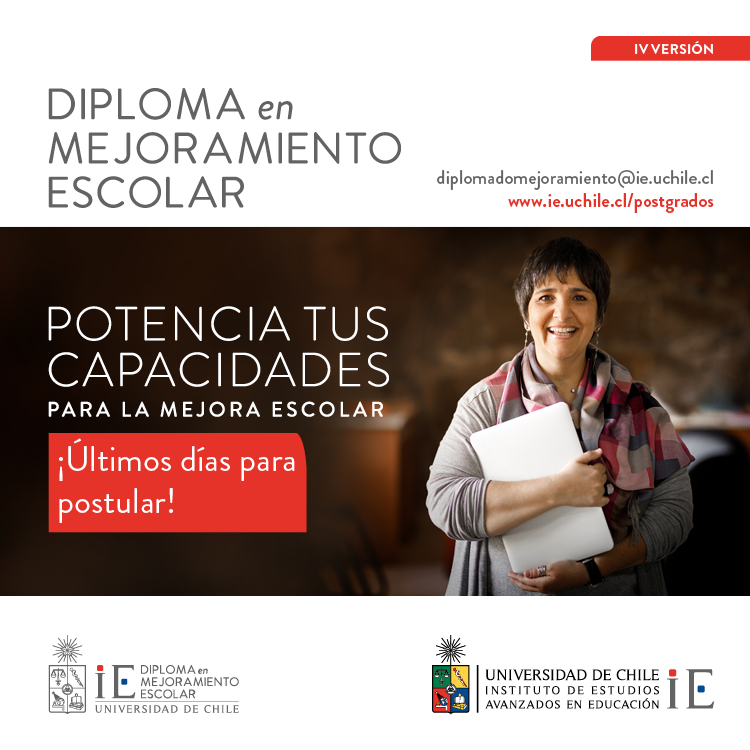 IV VERSIÓN
DIPLOMA en
MEJORAMIENTO
ESCOLAR
diplomadomejoramiento@ie.uchile.cl
www.ie.uchile.cl/postgrados
POTENCIA TUS
CAPACIDADES
PARA LA MEJORA ESCOLAR
¡Últimos días para
postular!
iE
DIPLOMA en
MEJORAMIENTO
ESCOLAR
UNIVERSIDAD DE CHILE
UNIVERSIDAD DE CHILE
INSTITUTO DE ESTUDIOS
AVANZADOS EN EDUCACIÓN
iE